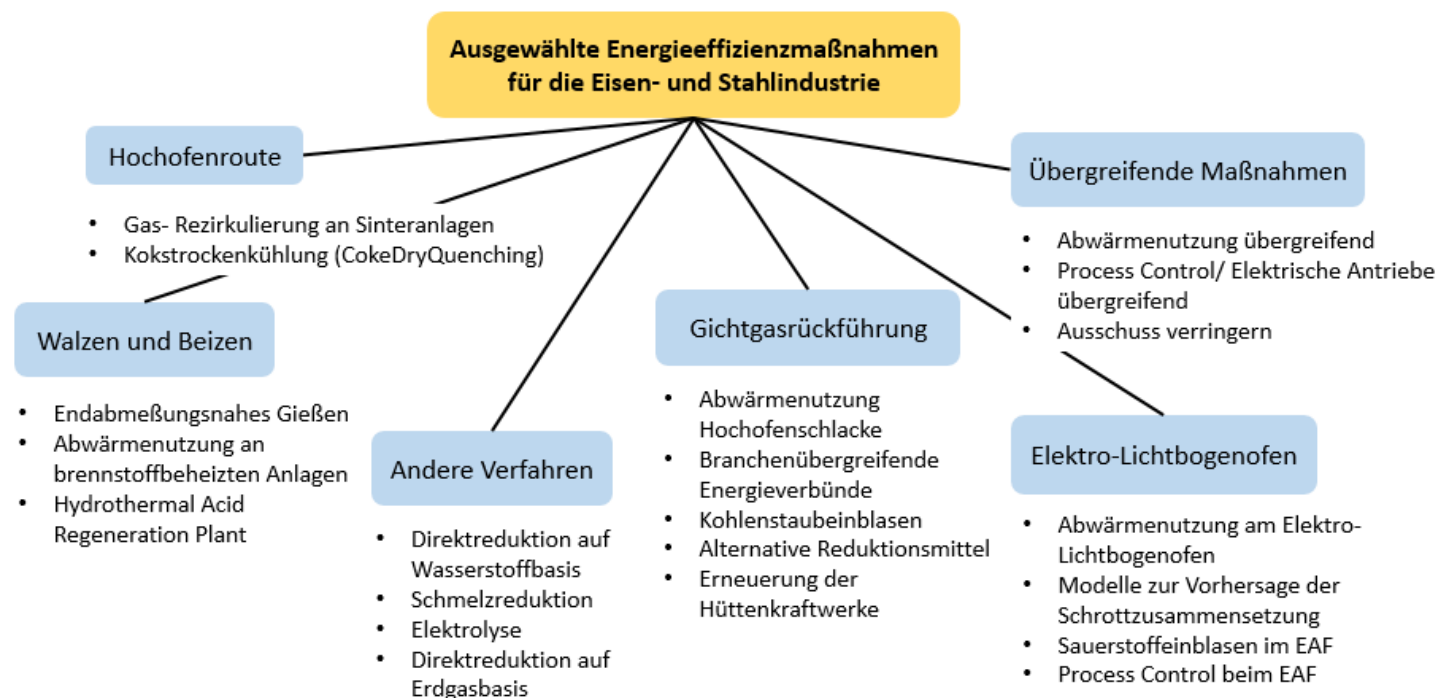 Ausgewählte Energieeffizienzmaßnahmen
für die Eisen- und Stahlindustrie
Hochofenroute
• Gas- Rezirkulierung an Sinteranlagen
• Kokstrockenkühlung (CokeDryQuenching)
Übergreifende Maßnahmen
• Abwärmenutzung übergreifend
• Process Control/ Elektrische Antriebe
übergreifend
• Ausschuss verringern
Walzen und Beizen
• Endabmeßungsnahes Gießen
• Abwärmenutzung an
brennstoffbeheizten Anlagen
• Hydrothermal Acid
Regeneration Plant
Andere Verfahren
• Direktreduktion auf
Wasserstoffbasis
• Schmelzreduktion
• Elektrolyse
• Direktreduktion auf
Erdgasbasis
Gichtgasrückführung
• Abwärmenutzung
Hochofenschlacke
• Branchenübergreifende
Energieverbünde
• Kohlenstaubeinblasen
• Alternative Reduktionsmittel
• Erneuerung der
Hüttenkraftwerke
Elektro-Lichtbogenofen
• Abwärmenutzung am Elektro-
Lichtbogenofen
• Modelle zur Vorhersage der
Schrottzusammensetzung
• Sauerstoffeinblasen im EAF
• Process Control beim EAF